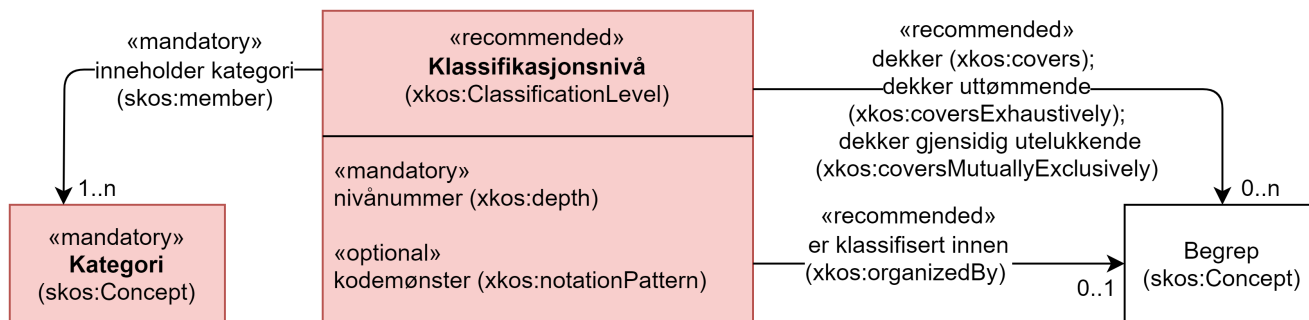 «mandatory»
inneholder kategori
(skos:member)
1..n
«mandatory»
Kategori
(skos:Concept)
«recommended»
Klassifikasjonsnivå
(xkos:ClassificationLevel)
«mandatory»
nivånummer (xkos:depth)
«optional»
kodemønster (xkos:notationPattern)
«recommended»
dekker (xkos:covers);
dekker uttømmende
(xkos:coversExhaustively);
dekker gjensidig utelukkende
(xkos:coversMutuallyExclusively)
0..n
«recommended»
er klassifisert innen
(xkos:organizedBy)
0..1
Begrep
(skos:Concept)